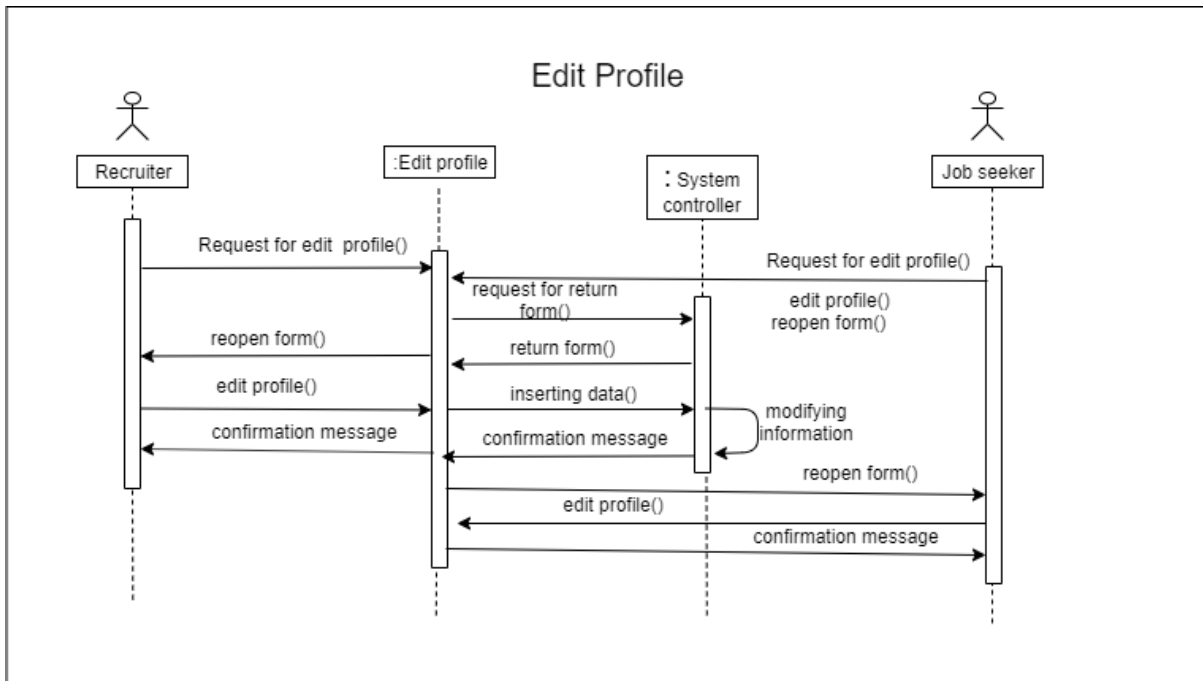 Edit Profile
Recruiter
:Edit profile
: System
controller
Job seeker
Request for edit profile()
Request for edit profile()
request for return
form()
edit profile()
reopen form()
reopen form()
return form()
edit profile()
inserting data()
modifying
information
confirmation message
confirmation message
reopen form()
edit profile()
confirmation message